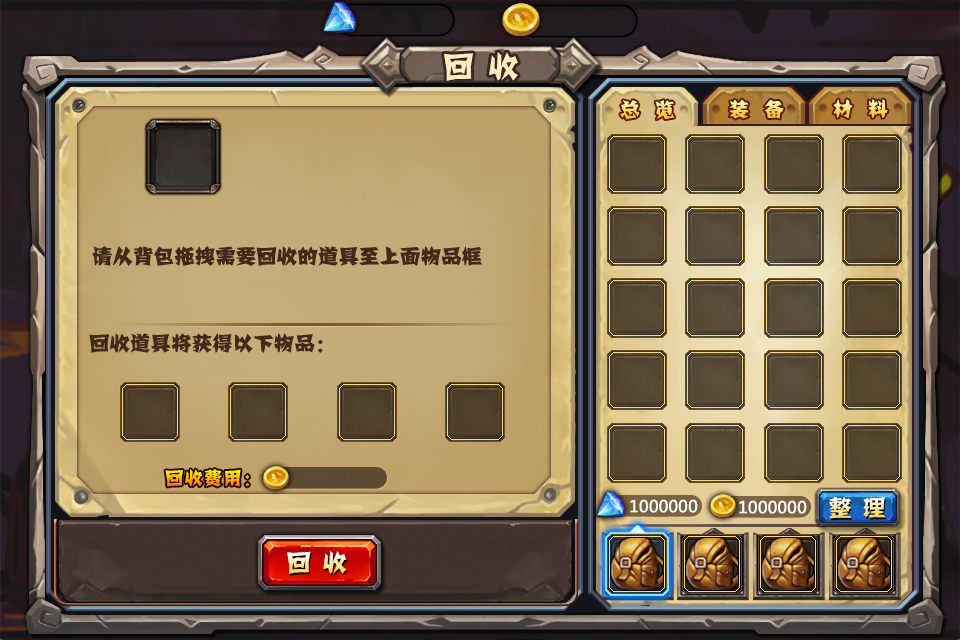 回收
总览
装备
材料
请从背包拖拽需要回收的道具至上面物品框
回收道具将获得以下物品：
回收费用：
回收
1000000
1000000
整理